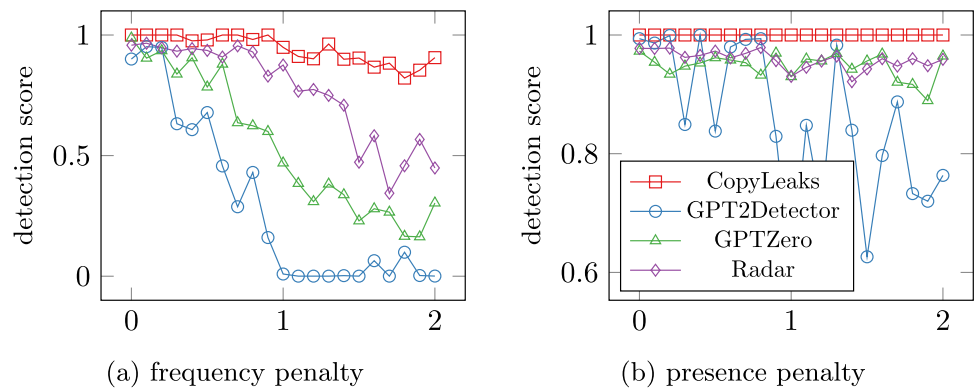 1
0.5
0
detection score
0
1
2
(a) frequency penalty
1
0.8
0.6
detection score
CopyLeaks
GPT2Detector
GPTZero
Radar
0
1
2
(b) presence penalty